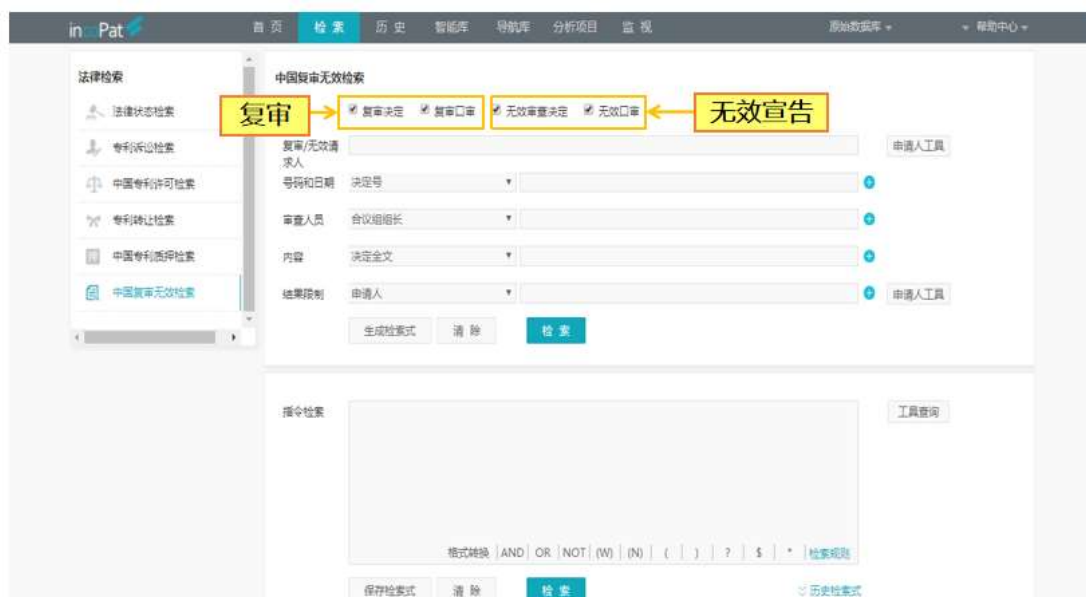 incoPat
首页 检索 历史 智能库 导航库 分析项目 监视 原始数据库 帮助中心
法律检索
法律状态检索
专利诉讼检索
中国专利许可检索
专利转让检索
中国专利质押检索
中国复审无效检索
中国复审无效检索
复审 复审决定 复审口审 无效审查决定 无效口审 无效宣告
复审/无效请
求人
申请人工具
号码和日期 决定号
审查人员 合议组组长
内容 决定全文
结果限制 申请人 申请人工具
生成检索式 清除 检索
指令检索 工具查询
格式转换 AND OR NOT (W) (N) ( ) ? $ * 检索规则
保存检索式 清除 检索 历史检索式